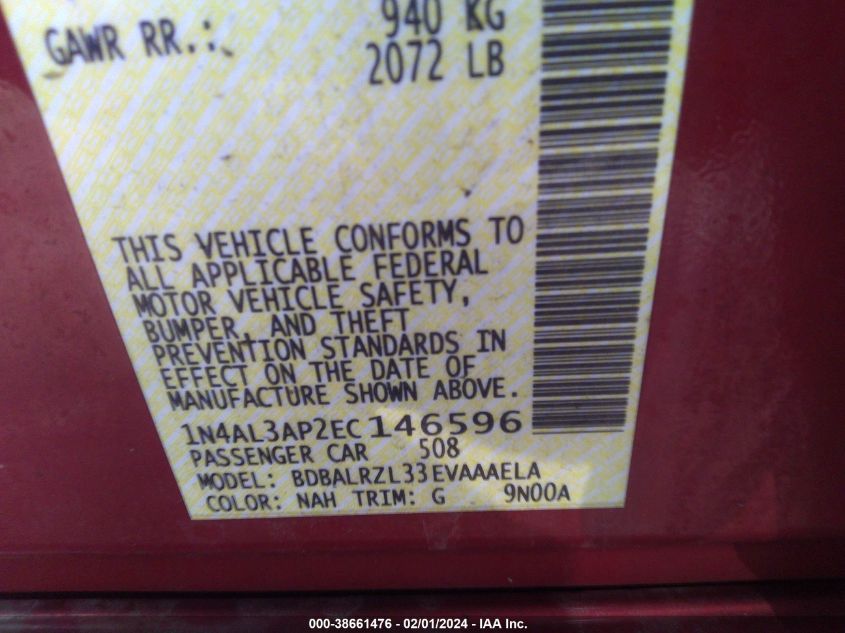 940 KG
GAWR RR.:
2072 LB
THIS VEHICLE CONFORMS TO
ALL APPLICABLE FEDERAL
MOTOR VEHICLE SAFETY,
BUMPER, AND THEFT
PREVENTION STANDARDS IN
EFFECT ON THE DATE OF
MANUFACTURE SHOWN ABOVE.
1N4AL3AP2EC146596
PASSENGER CAR 508
MODEL: BDBALRZL33EVAAAELA
COLOR: NAH TRIM: G 9N00A
000-38661476 - 02/01/2024 - IAA Inc.